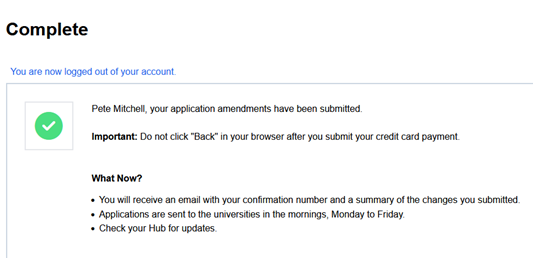 Complete
You are now logged out of your account.
Pete Mitchell, your application amendments have been submitted.
Important: Do not click "Back" in your browser after you submit your credit card payment.
What Now?
• You will receive an email with your confirmation number and a summary of the changes you submitted.
• Applications are sent to the universities in the mornings, Monday to Friday.
• Check your Hub for updates.